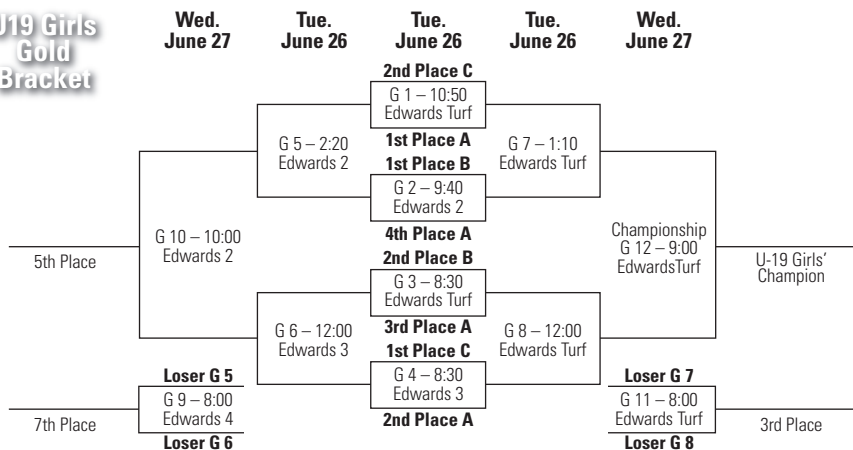 U19 Girls
Gold
Bracket
Wed.
June 27
Tue.
June 26
Tue.
June 26
Tue.
June 26
Wed.
June 27
2nd Place C
G 1 – 10:50
Edwards Turf
1st Place A
G 5 – 2:20
Edwards 2
G 7 – 1:10
Edwards Turf
1st Place B
G 2 – 9:40
Edwards 2
4th Place A
G 10 – 10:00
Edwards 2
5th Place
Championship
G 12 – 9:00
EdwardsTurf
U-19 Girls’
Champion
2nd Place B
G 3 – 8:30
Edwards Turf
3rd Place A
G 6 – 12:00
Edwards 3
G 8 – 12:00
Edwards Turf
1st Place C
G 4 – 8:30
Edwards 3
2nd Place A
Loser G 5
G 9 – 8:00
Edwards 4
Loser G 6
7th Place
Loser G 7
G 11 – 8:00
Edwards Turf
Loser G 8
3rd Place